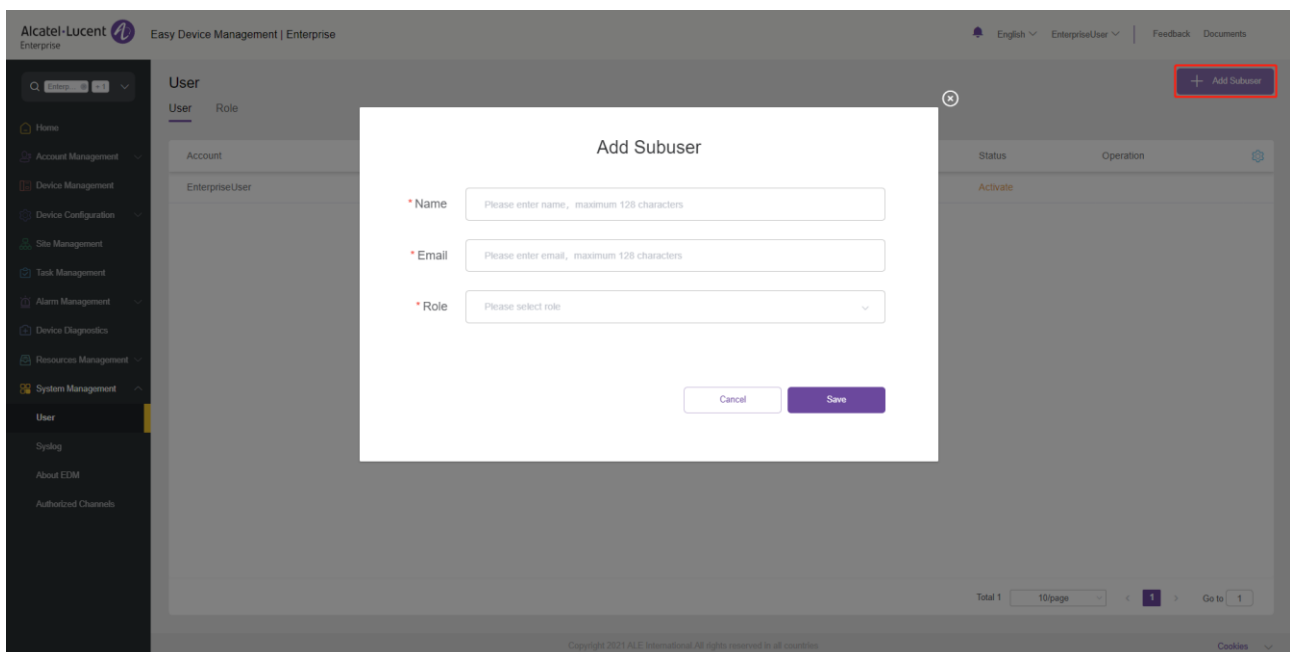 Alcatel·Lucent
Enterprise
Easy Device Management | Enterprise
English
EnterpriseUser
Feedback
Documents
Enterp...
+ 1
User
+ Add Subuser
User
Role
Home
Account Management
Device Management
Device Configuration
Site Management
Task Management
Alarm Management
Device Diagnostics
Resources Management
System Management
User
Syslog
About EDM
Authorized Channels
Account
Status
Operation
EnterpriseUser
Activate
Add Subuser
* Name
Please enter name, maximum 128 characters
* Email
Please enter email, maximum 128 characters
* Role
Please select role
Cancel
Save
Total 1
10/page
< 1 >
Go to 1
Copyright 2021 ALE International All rights reserved in all countries
Cookies